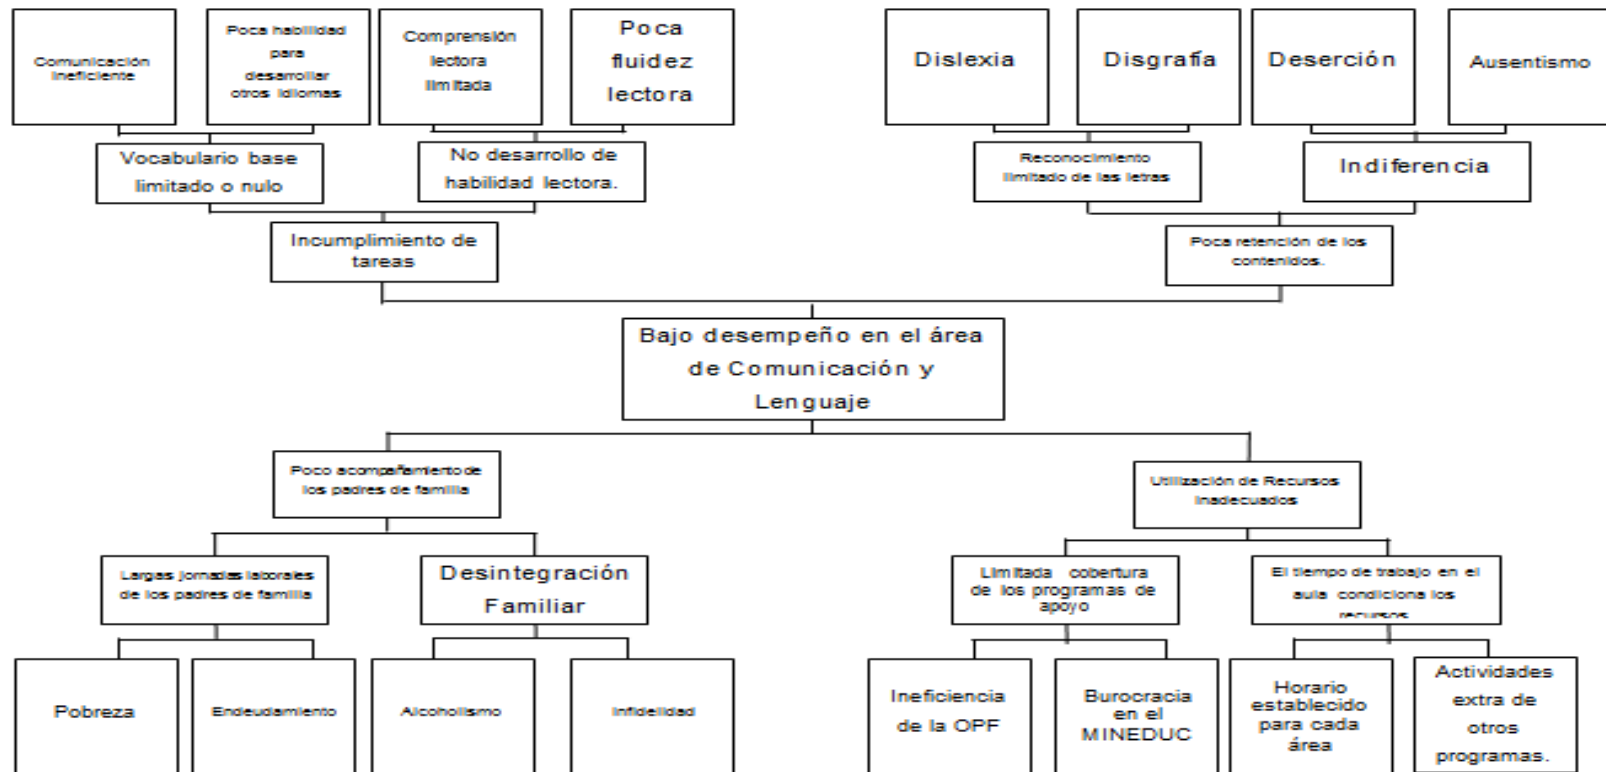 Comunicación
ineficiente
Poca habilidad
para
desarrollar
otros idiomas
Comprensión
lectora
limitada
Poca
fluidez
lectora
Dislexia
Disgrafía
Deserción
Ausentismo
Vocabulario base
limitado o nulo
No desarrollo de
habilidad lectora.
Reconocimiento
limitado de las letras
Indiferencia
Incumplimiento de
tareas
Poca retención de los
contenidos.
Bajo desempeño en el área
de Comunicación y
Lenguaje
Poco acompañamiento de
los padres de familia
Utilización de Recursos
Inadecuados
Largas jornadas laborales
de los padres de familia
Desintegración
Familiar
Limitada cobertura
de los programas de
apoyo
El tiempo de trabajo en el
aula condiciona los
recursos
Pobreza
Endeudamiento
Alcoholismo
Infidelidad
Ineficiencia
de la OPF
Burocracia
en el
MINEDUC
Horario
establecido
para cada
área
Actividades
extra de
otros
programas.